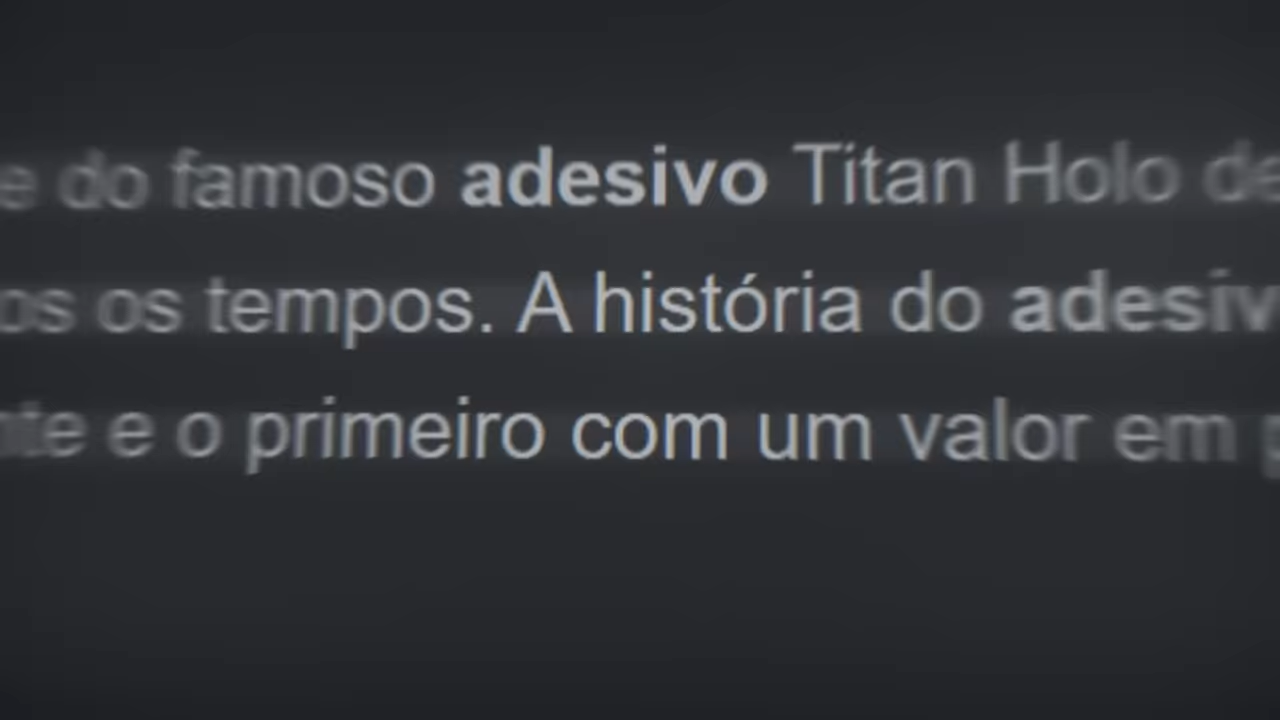 do famoso adesivo Titan Holo
os tempos. A história do
e o primeiro com um valor em